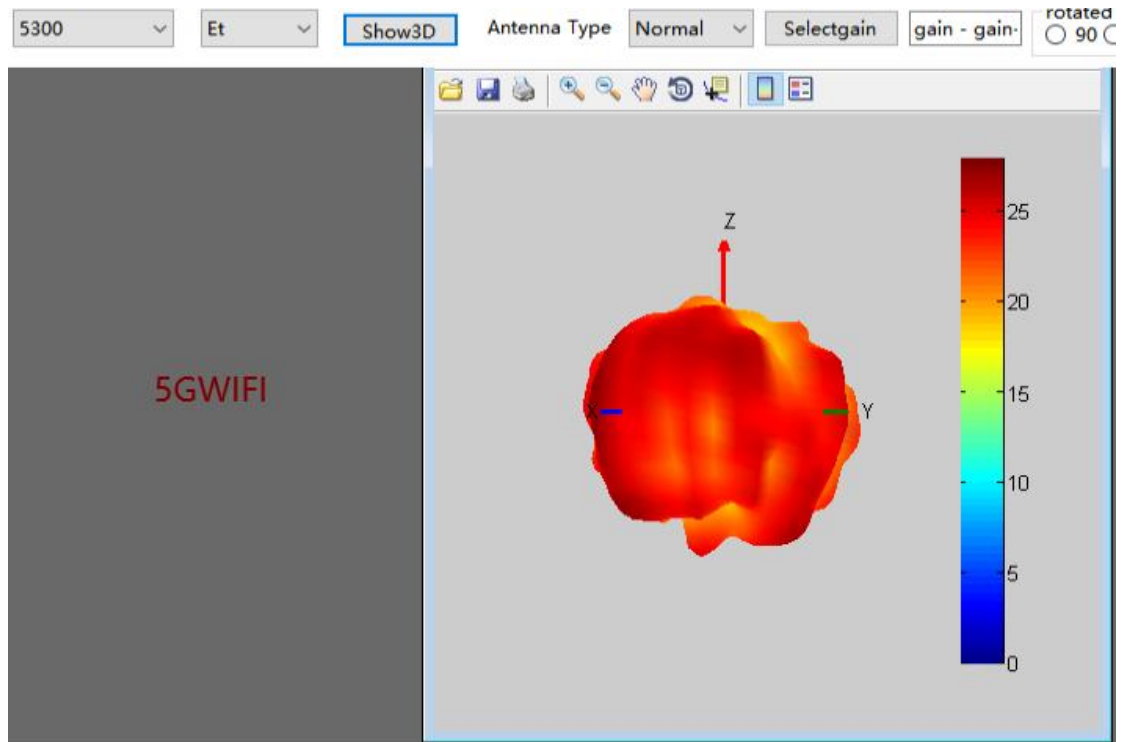 5300 Et Show3D Antenna Type Normal Selectgain gain - gain- rotated
90
Z
25
20
5GWIFI
X Y
15
10
5
0